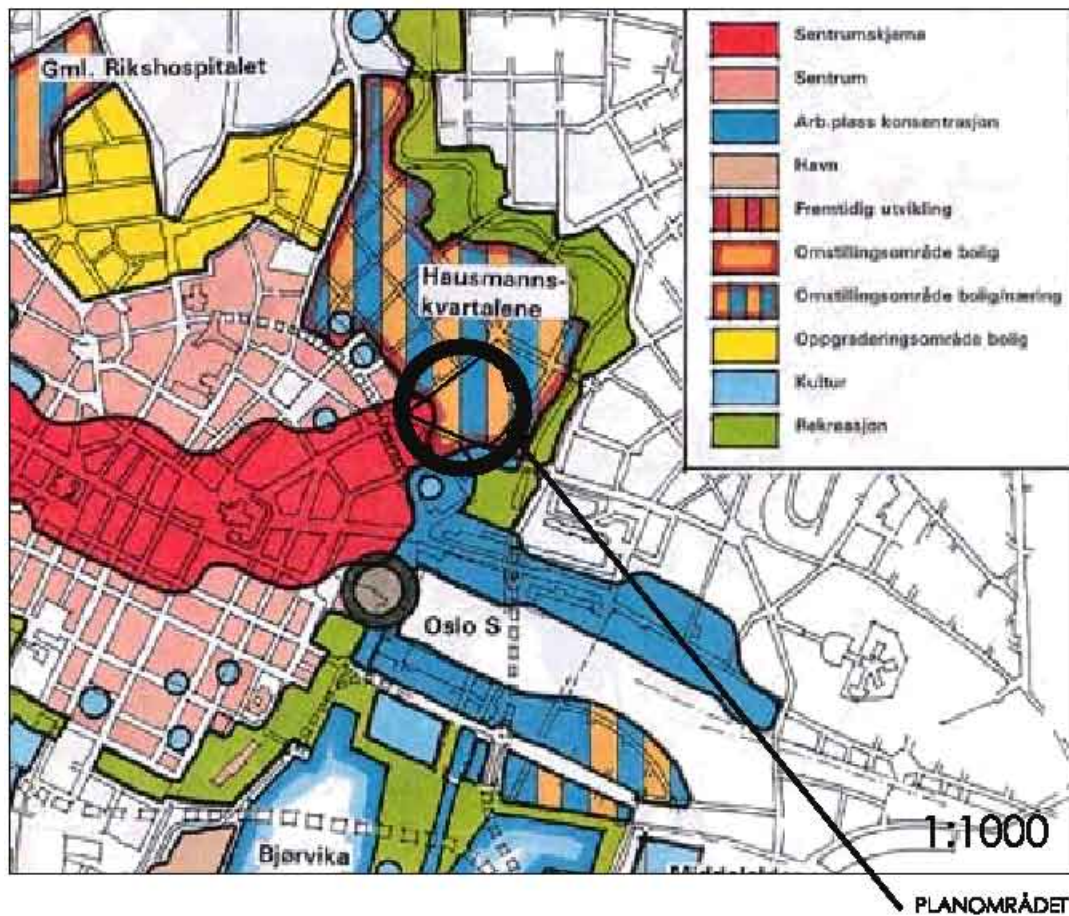 Gml. Rikshospitalet
Hausmanns-
kvartalene
Oslo S
Bjørvika
Sentrumskjerne
Sentrum
Arb.plass konsentrasjon
Havn
Fremtidig utvikling
Omstillingsområde bolig
Omstillingsområde bolig/næring
Oppgraderingsområde bolig
Kultur
Rekreasjon
1:1000
PLANOMRÅDET